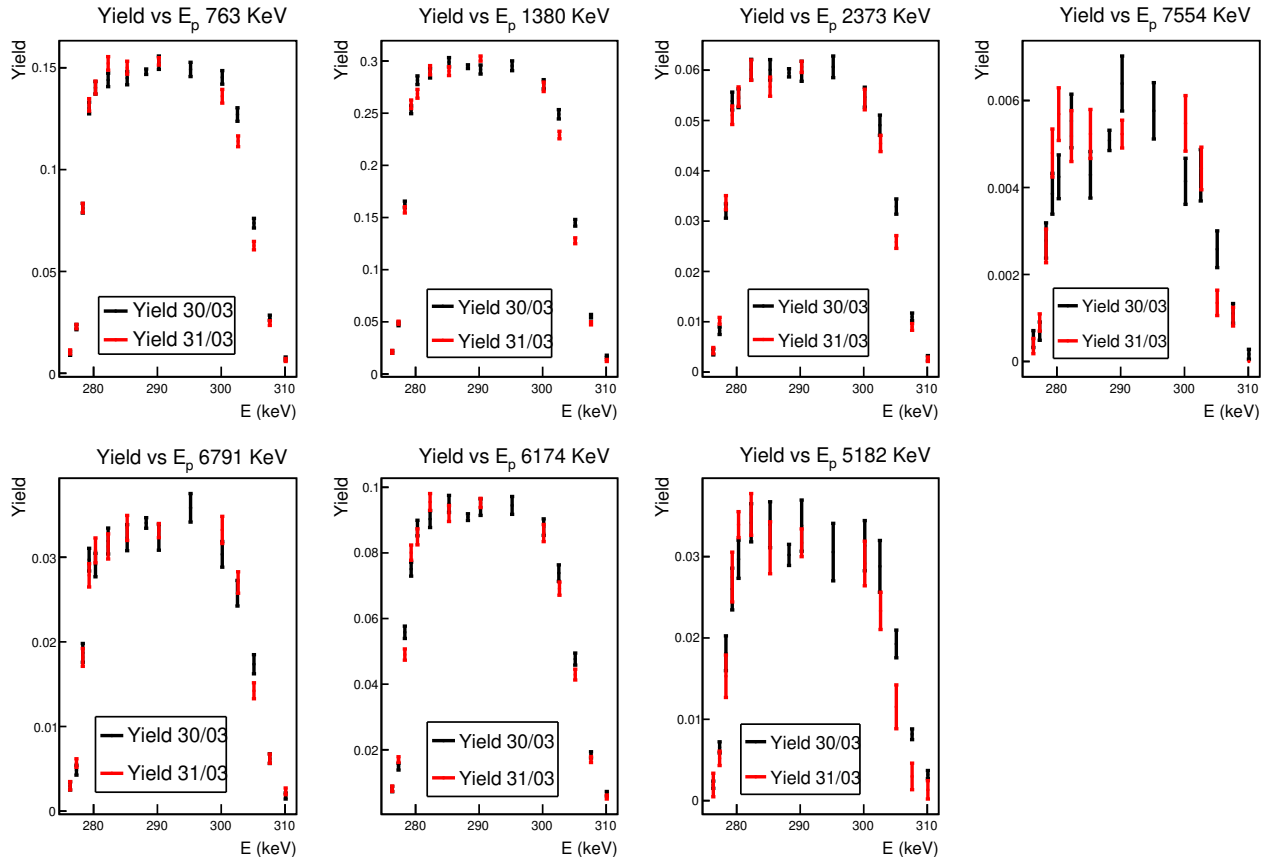 Yield vs E_p 763 KeV
Yield
0.15
0.1
0.05
0
Yield 30/03
Yield 31/03
280 290 300 310
E (keV)
Yield vs E_p 1380 KeV
Yield
0.3
0.25
0.2
0.15
0.1
0.05
0
Yield 30/03
Yield 31/03
280 290 300 310
E (keV)
Yield vs E_p 2373 KeV
Yield
0.06
0.05
0.04
0.03
0.02
0.01
0
Yield 30/03
Yield 31/03
280 290 300 310
E (keV)
Yield vs E_p 7554 KeV
Yield
0.006
0.004
0.002
0
Yield 30/03
Yield 31/03
280 290 300 310
E (keV)
Yield vs E_p 6791 KeV
Yield
0.03
0.02
0.01
0
Yield 30/03
Yield 31/03
280 290 300 310
E (keV)
Yield vs E_p 6174 KeV
Yield
0.1
0.08
0.06
0.04
0.02
Yield 30/03
Yield 31/03
280 290 300 310
E (keV)
Yield vs E_p 5182 KeV
Yield
0.03
0.02
0.01
0
Yield 30/03
Yield 31/03
280 290 300 310
E (keV)